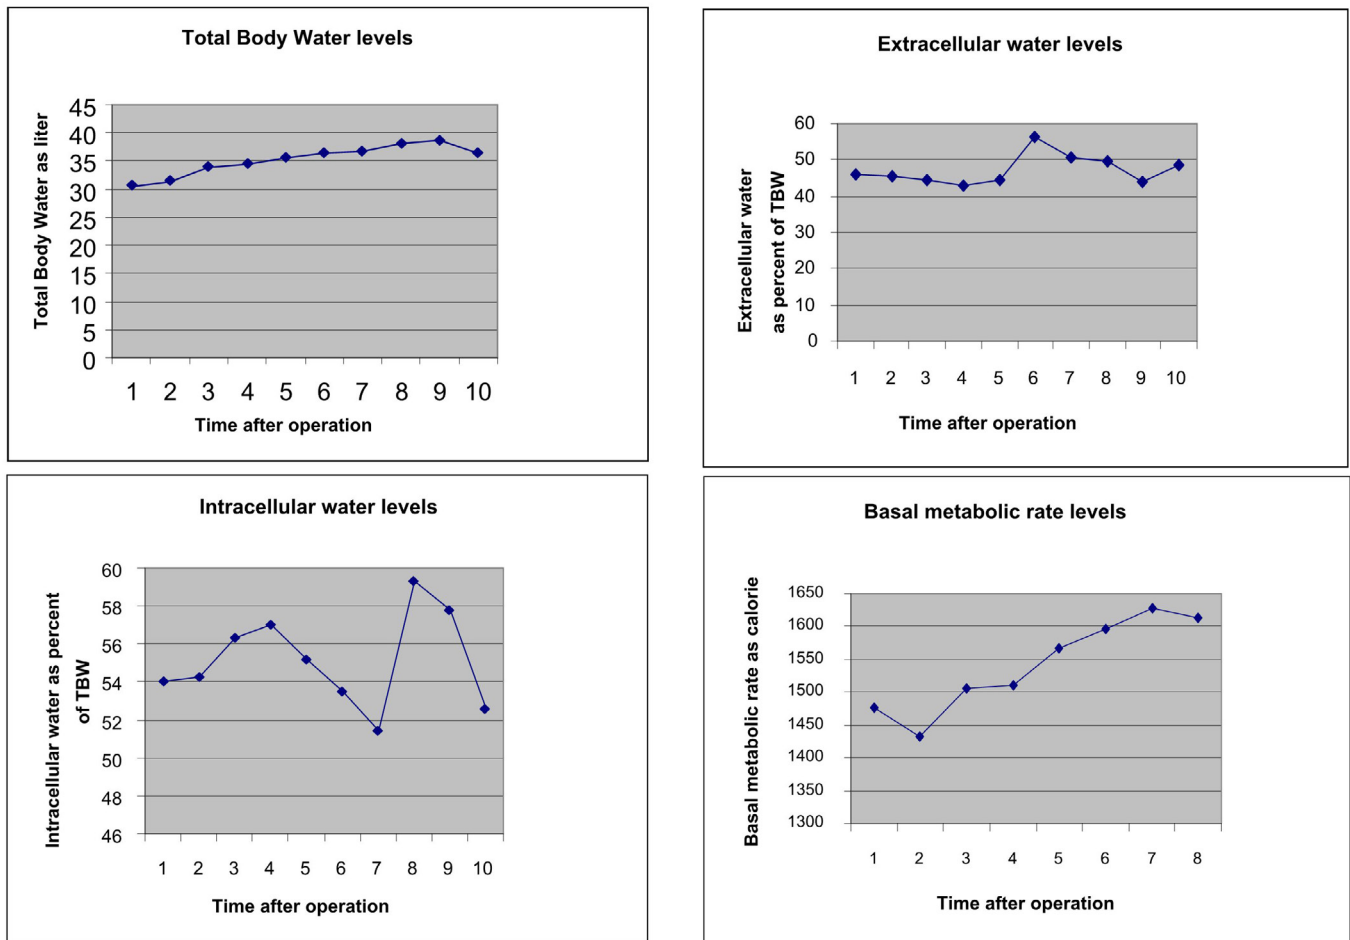 Total Body Water levels
Total Body Water as liter
45
40
35
30
25
20
15
10
5
0
1 2 3 4 5 6 7 8 9 10
Time after operation
Extracellular water levels
Extracellular water
as percent of TBW
60
50
40
30
20
10
0
1 2 3 4 5 6 7 8 9 10
Time after operation
Intracellular water levels
Intracellular water as percent
of TBW
60
58
56
54
52
50
48
46
1 2 3 4 5 6 7 8 9 10
Time after operation
Basal metabolic rate levels
Basal metabolic rate as calorie
1650
1600
1550
1500
1450
1400
1350
1300
1 2 3 4 5 6 7 8
Time after operation